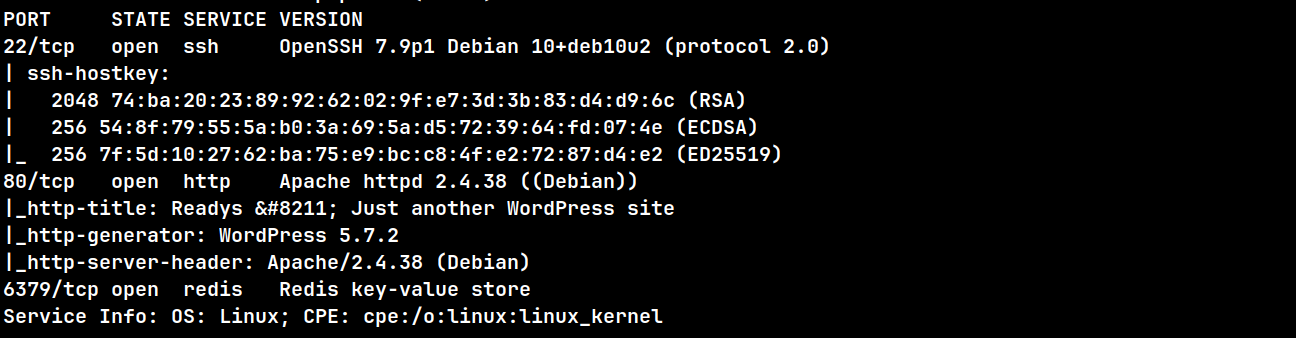 PORT     STATE SERVICE VERSION
22/tcp   open  ssh     OpenSSH 7.9p1 Debian 10+deb10u2 (protocol 2.0)
| ssh-hostkey:
|   2048 74:ba:20:23:89:92:62:02:9f:e7:3d:3b:83:d4:d9:6c (RSA)
|   256 54:8f:79:55:5a:b0:3a:69:5a:d5:72:39:64:fd:07:4e (ECDSA)
|_  256 7f:5d:10:27:62:ba:75:e9:bc:c8:4f:e2:72:87:d4:e2 (ED25519)
80/tcp   open  http    Apache httpd 2.4.38 ((Debian))
|_http-title: Readys &#8211; Just another WordPress site
|_http-generator: WordPress 5.7.2
|_http-server-header: Apache/2.4.38 (Debian)
6379/tcp open  redis   Redis key-value store
Service Info: OS: Linux; CPE: cpe:/o:linux:linux_kernel